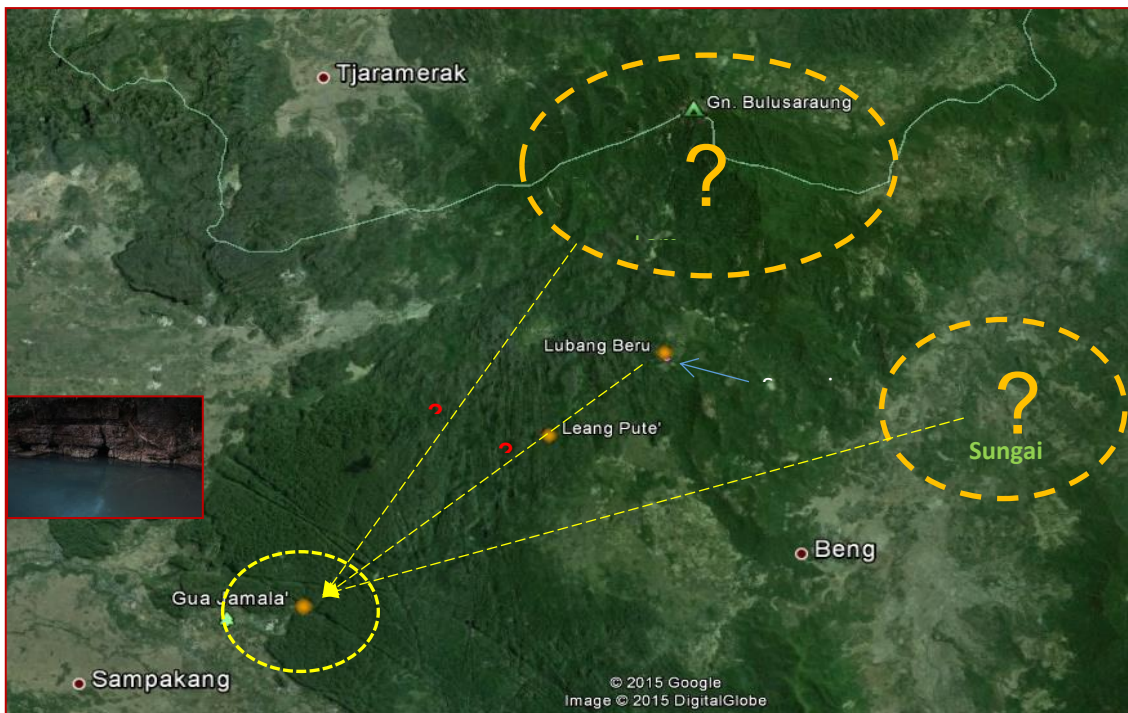 Tjaramerak
Gn. Bulusaraung
?
Lubang Beru
Leang Pute'
?
Sungai
Beng
Gua Jamala'
Sampakang
© 2015 Google
Image © 2015 DigitalGlobe